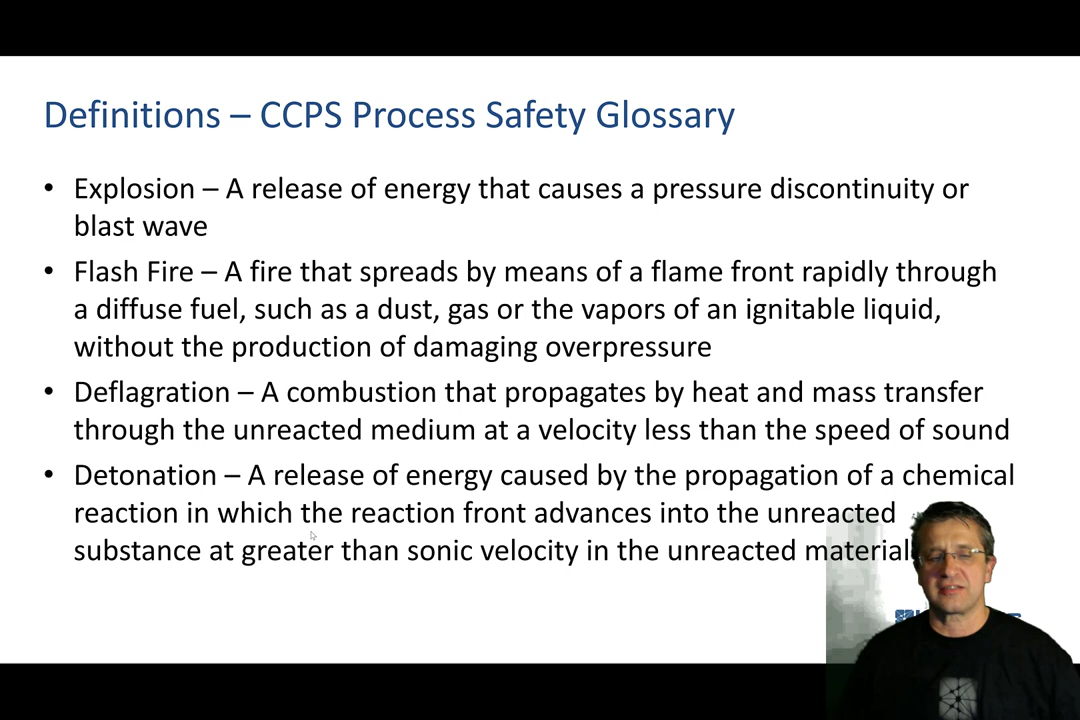 Definitions – CCPS Process Safety Glossary
• Explosion – A release of energy that causes a pressure discontinuity or
blast wave
• Flash Fire – A fire that spreads by means of a flame front rapidly through
a diffuse fuel, such as a dust, gas or the vapors of an ignitable liquid,
without the production of damaging overpressure
• Deflagration – A combustion that propagates by heat and mass transfer
through the unreacted medium at a velocity less than the speed of sound
• Detonation – A release of energy caused by the propagation of a chemical
reaction in which the reaction front advances into the unreacted
substance at greater than sonic velocity in the unreacted material